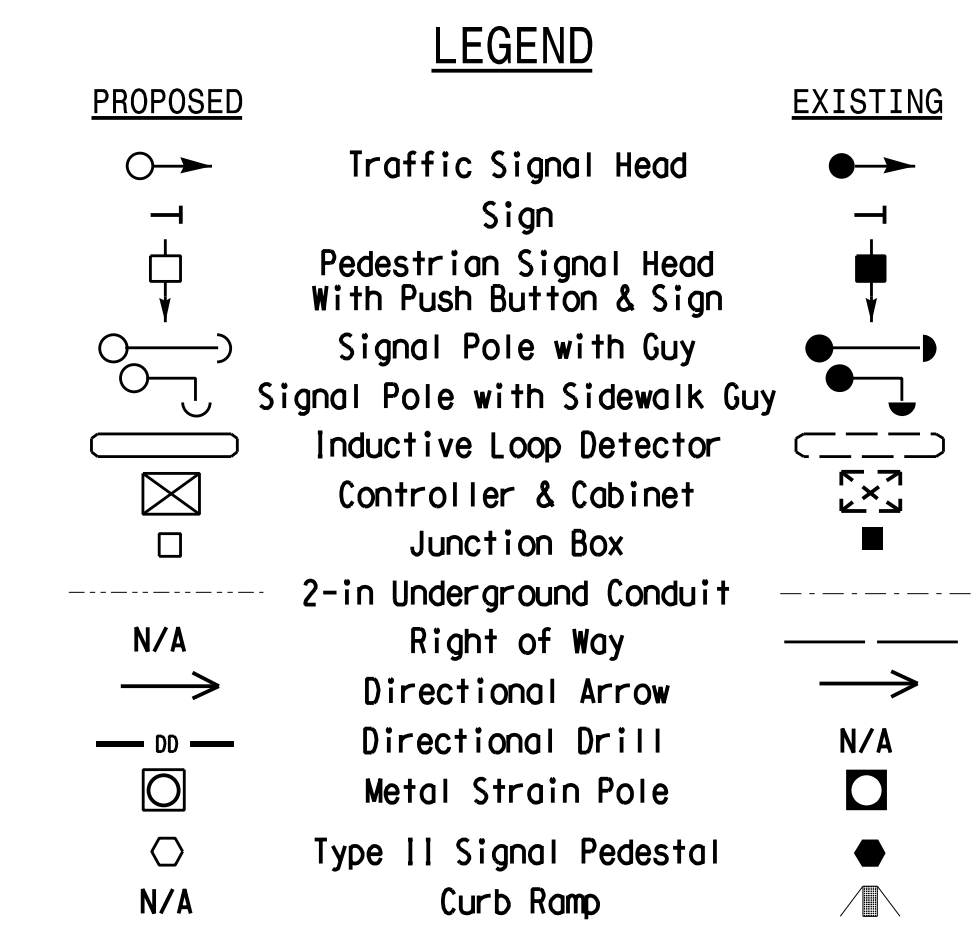 LEGEND
PROPOSED EXISTING
Traffic Signal Head
Sign
Pedestrian Signal Head
With Push Button & Sign
Signal Pole with Guy
Signal Pole with Sidewalk Guy
Inductive Loop Detector
Controller & Cabinet
Junction Box
2-in Underground Conduit
N/A Right of Way
Directional Arrow
DD Directional Drill N/A
Metal Strain Pole
Type II Signal Pedestal
N/A Curb Ramp